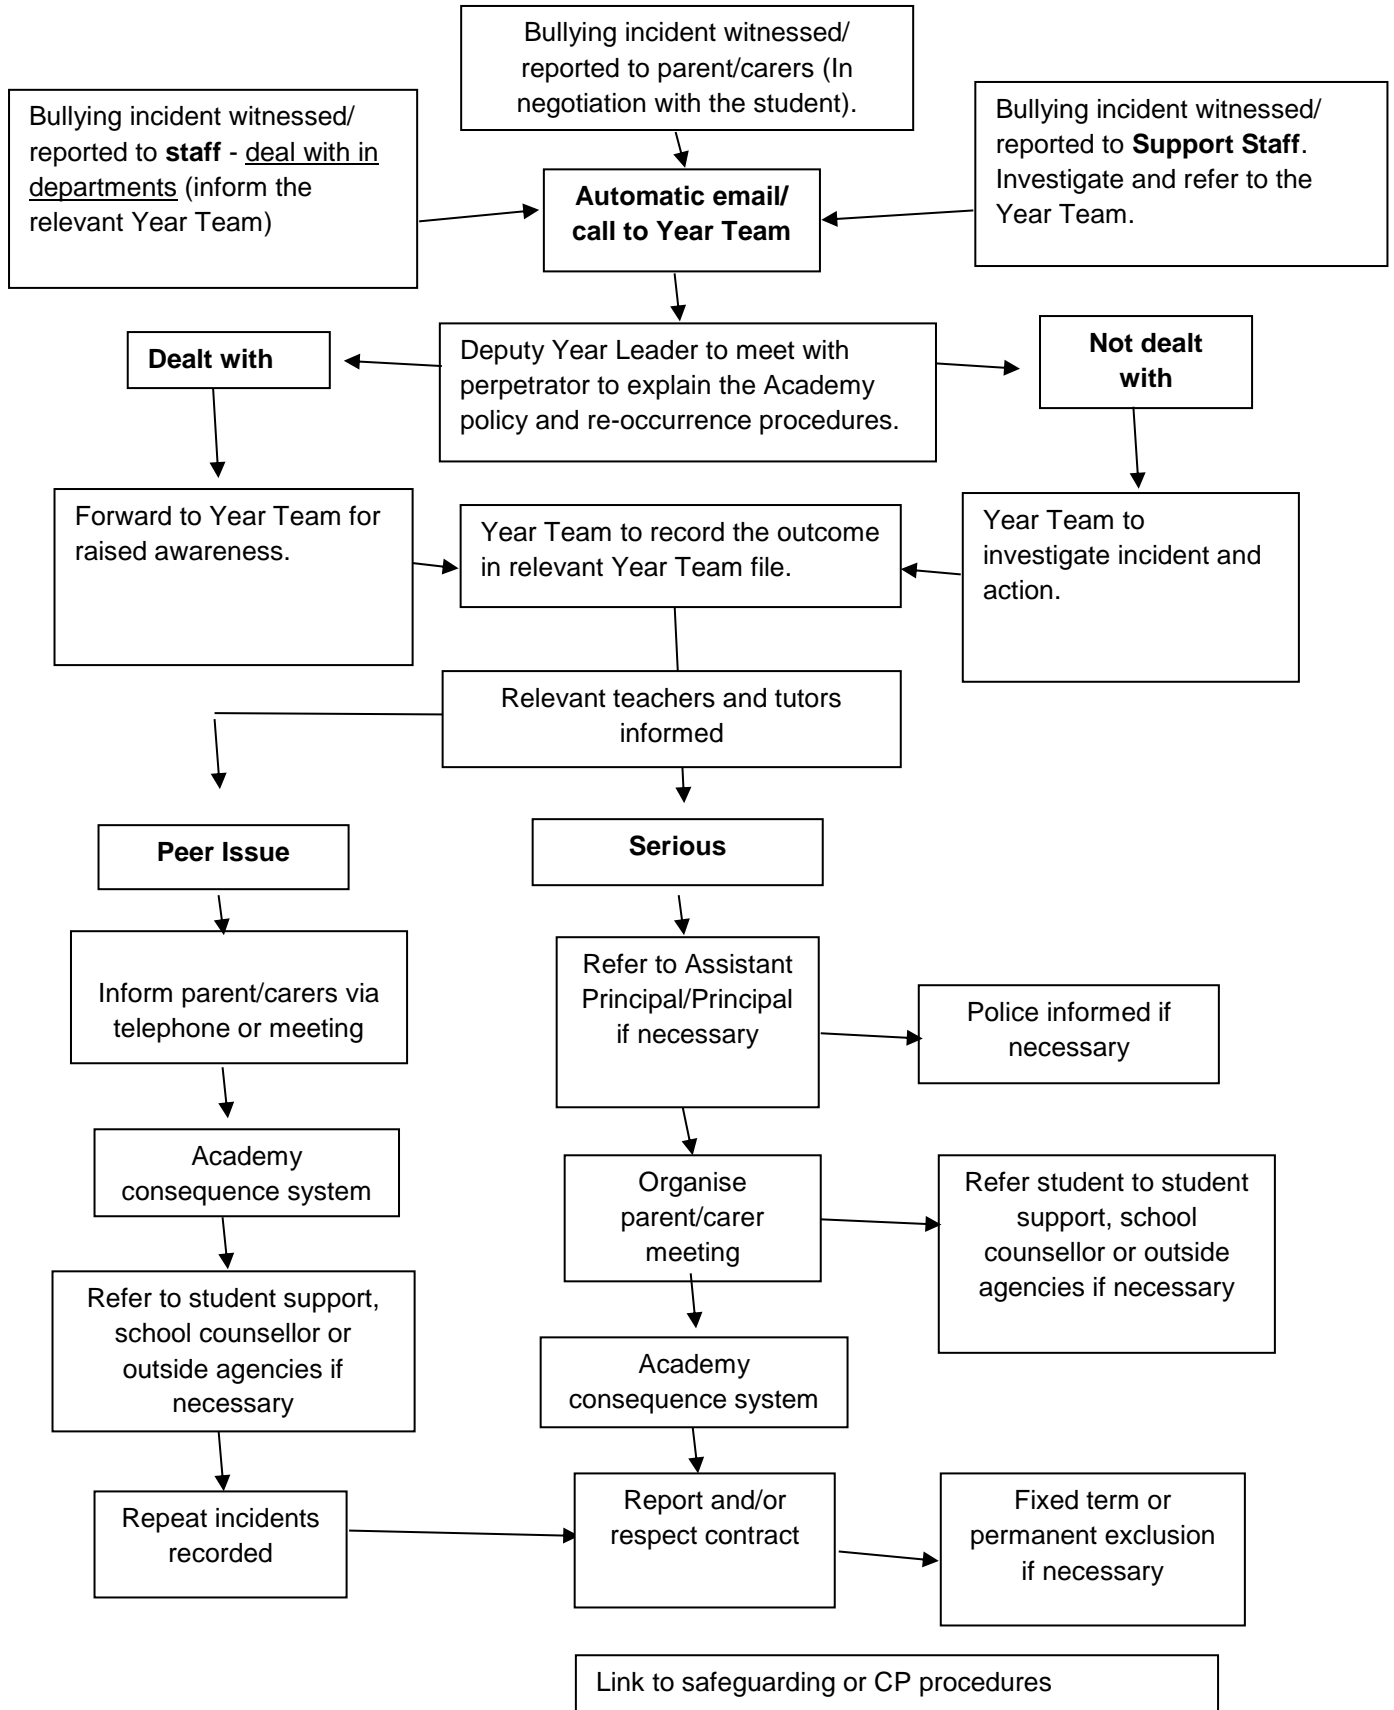 Bullying incident witnessed/
reported to parent/carers (In
negotiation with the student).
Bullying incident witnessed/
reported to staff - deal with in
departments (inform the
relevant Year Team)
Bullying incident witnessed/
reported to Support Staff.
Investigate and refer to the
Year Team.
Automatic email/
call to Year Team
Dealt with
Deputy Year Leader to meet with
perpetrator to explain the Academy
policy and re-occurrence procedures.
Not dealt
with
Forward to Year Team for
raised awareness.
Year Team to record the outcome
in relevant Year Team file.
Year Team to
investigate incident and
action.
Relevant teachers and tutors
informed
Peer Issue
Serious
Inform parent/carers via
telephone or meeting
Refer to Assistant
Principal/Principal
if necessary
Police informed if
necessary
Academy
consequence system
Organise
parent/carer
meeting
Refer student to student
support, school
counsellor or outside
agencies if necessary
Refer to student support,
school counsellor or
outside agencies if
necessary
Academy
consequence system
Repeat incidents
recorded
Report and/or
respect contract
Fixed term or
permanent exclusion
if necessary
Link to safeguarding or CP procedures